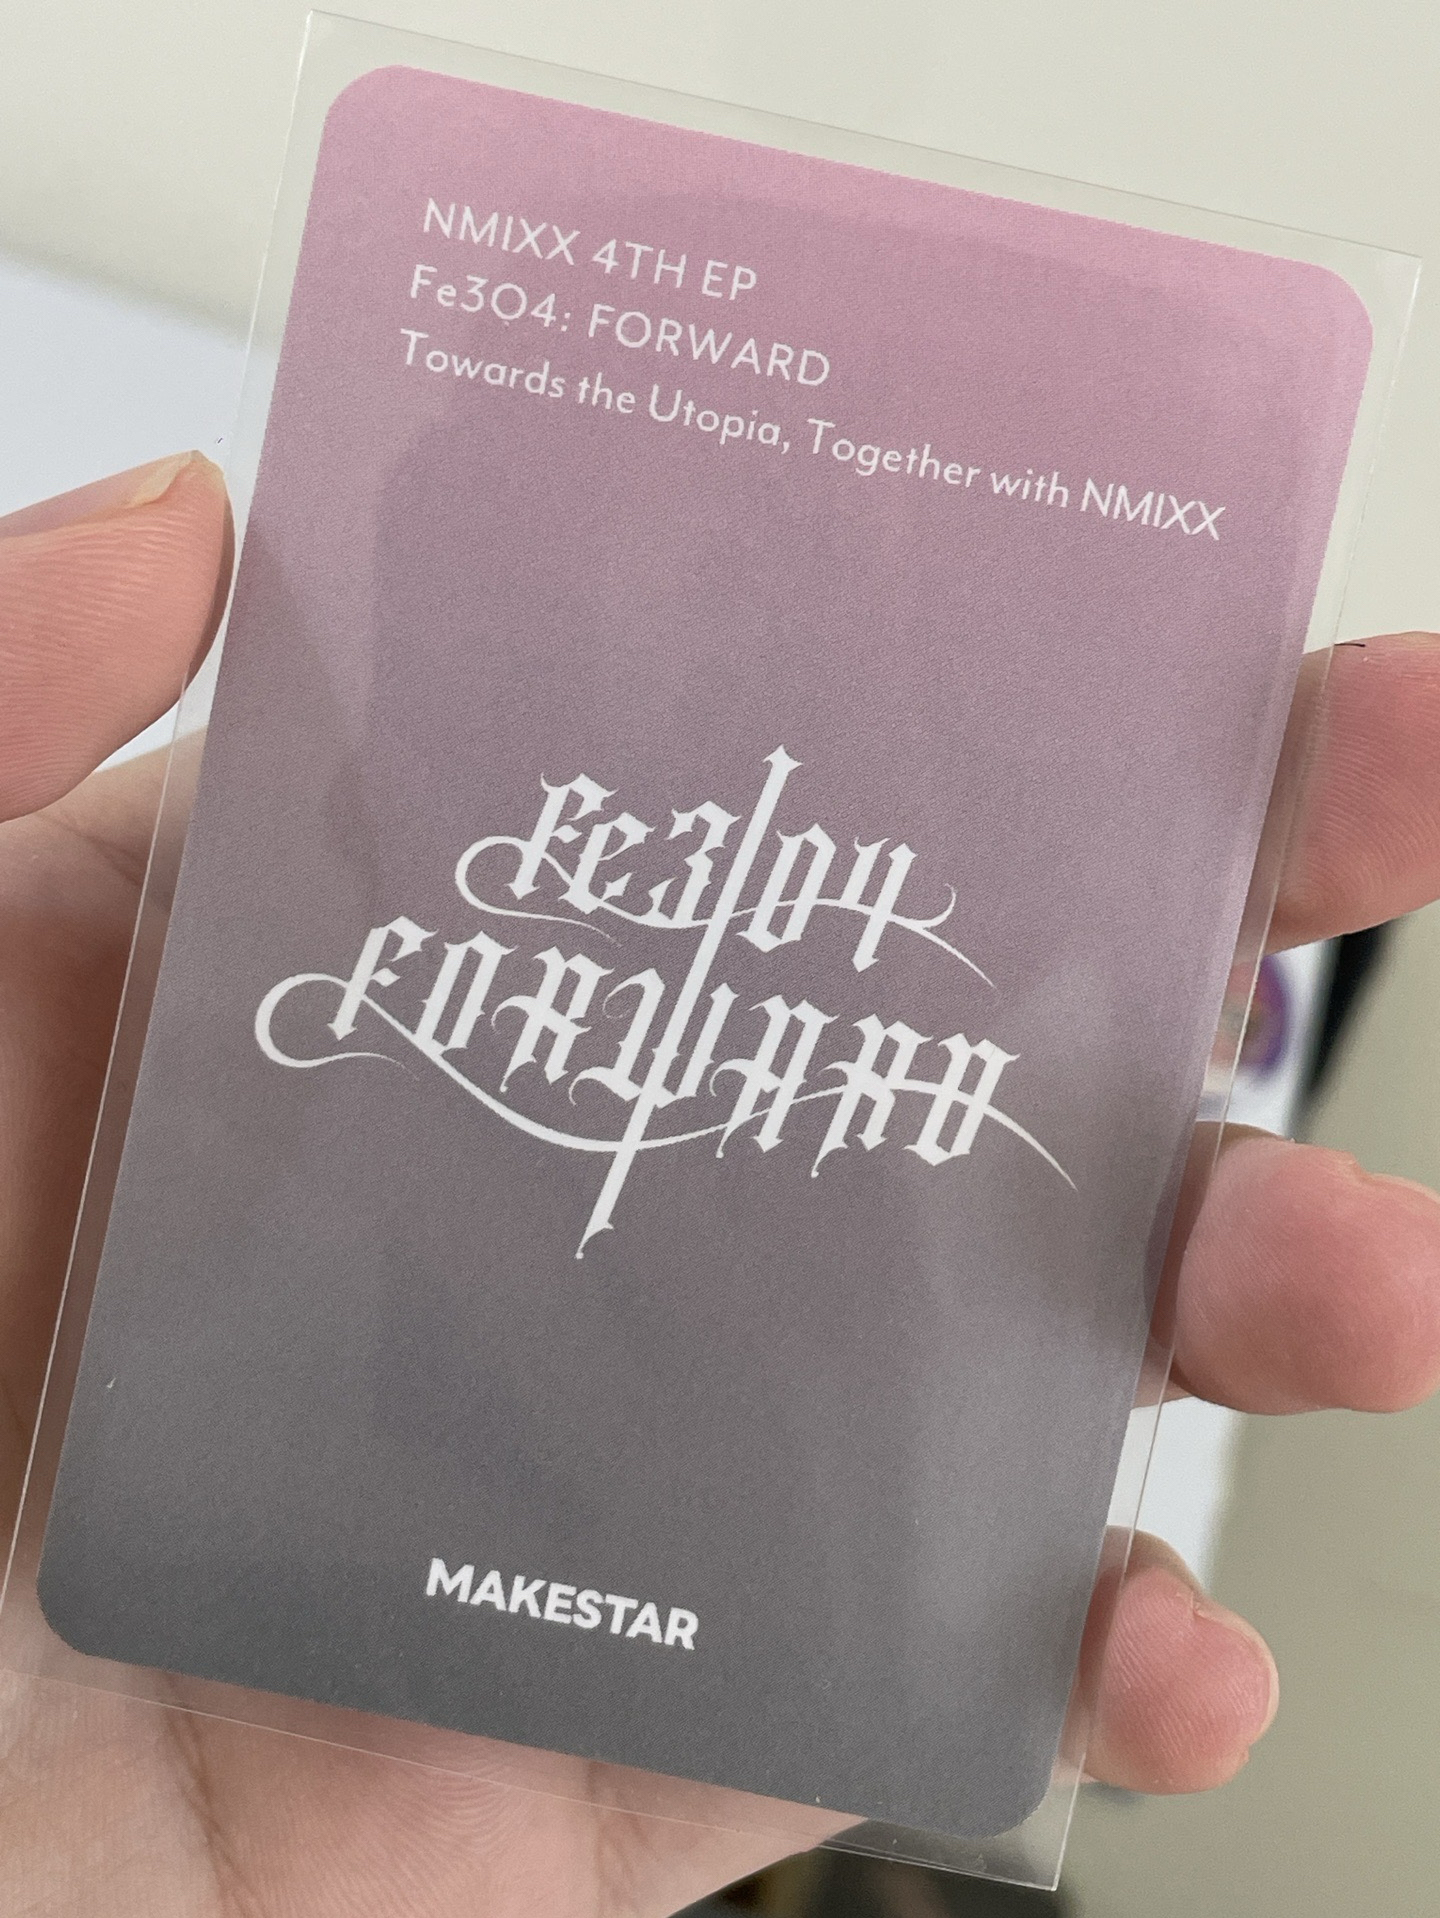 NMIXX 4TH EP
Fe3O4: FORWARD
Towards the Utopia, Together with NMIXX
Fe3O4
FORWARD
MAKESTAR